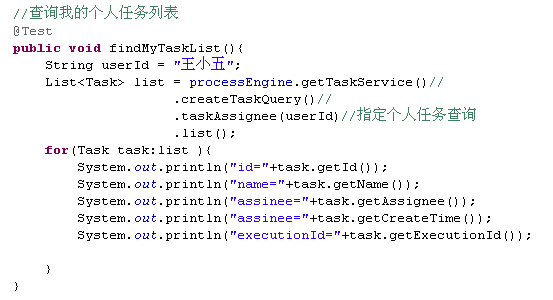 //查询我的个人任务列表
@Test
public void findMyTaskList(){
    String userId = "王小五";
    List<Task> list = processEngine.getTaskService()//
                    .createTaskQuery()//
                    .taskAssignee(userId)//指定个人任务查询
                    .list();
    for(Task task:list ){
        System.out.println("id="+task.getId());
        System.out.println("name="+task.getName());
        System.out.println("assinee="+task.getAssignee());
        System.out.println("assinee="+task.getCreateTime());
        System.out.println("executionId="+task.getExecutionId());
    }
}